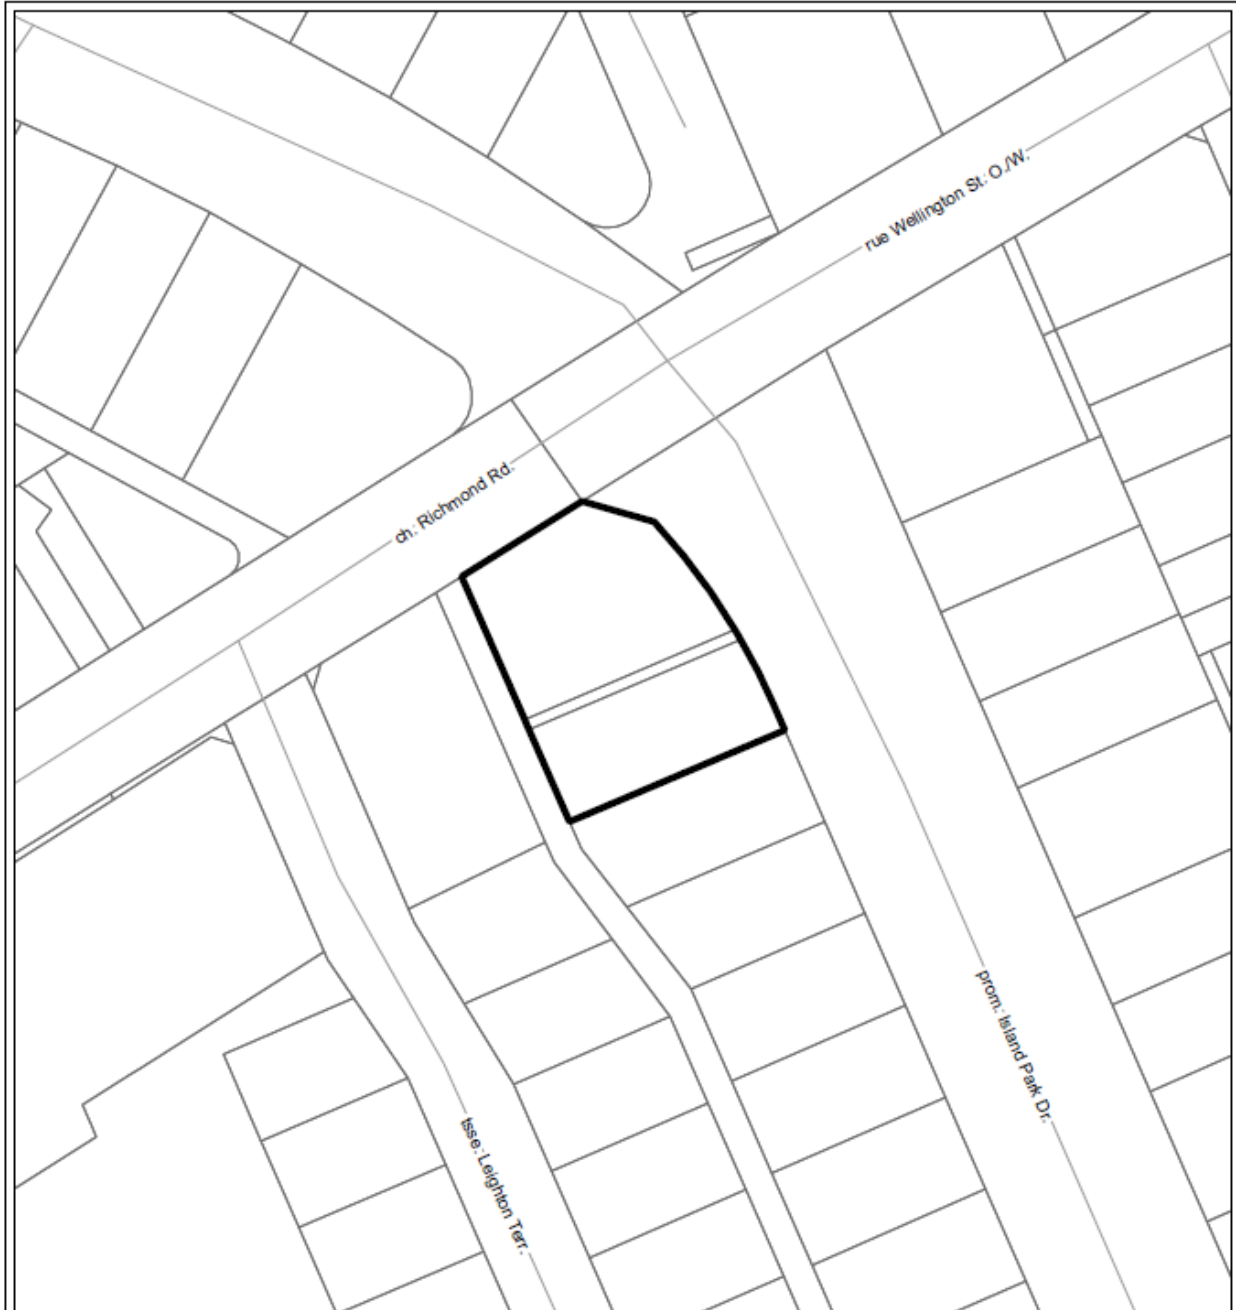 rue Wellington St. O./W.
ch. Richmond Rd.
prom. Island Park Dr.
tsse. Leighton Terr.